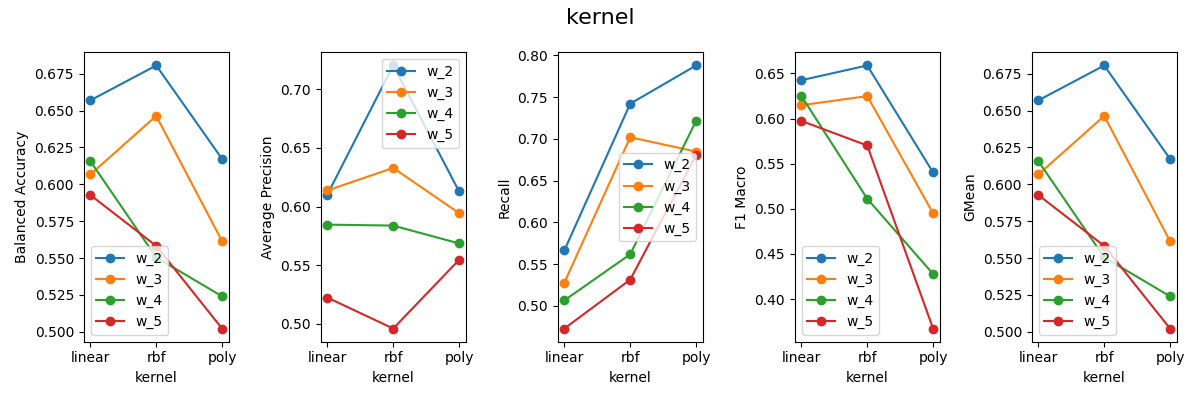 kernel
Balanced Accuracy
0.675
0.650
0.625
0.600
0.575
0.550
0.525
0.500
w_2
w_3
w_4
w_5
linear rbf poly
kernel
Average Precision
0.70
0.65
0.60
0.55
0.50
w_2
w_3
w_4
w_5
linear rbf poly
kernel
Recall
0.80
0.75
0.70
0.65
0.60
0.55
0.50
w_2
w_3
w_4
w_5
linear rbf poly
kernel
F1 Macro
0.65
0.60
0.55
0.50
0.45
0.40
w_2
w_3
w_4
w_5
linear rbf poly
kernel
GMean
0.675
0.650
0.625
0.600
0.575
0.550
0.525
0.500
w_2
w_3
w_4
w_5
linear rbf poly
kernel